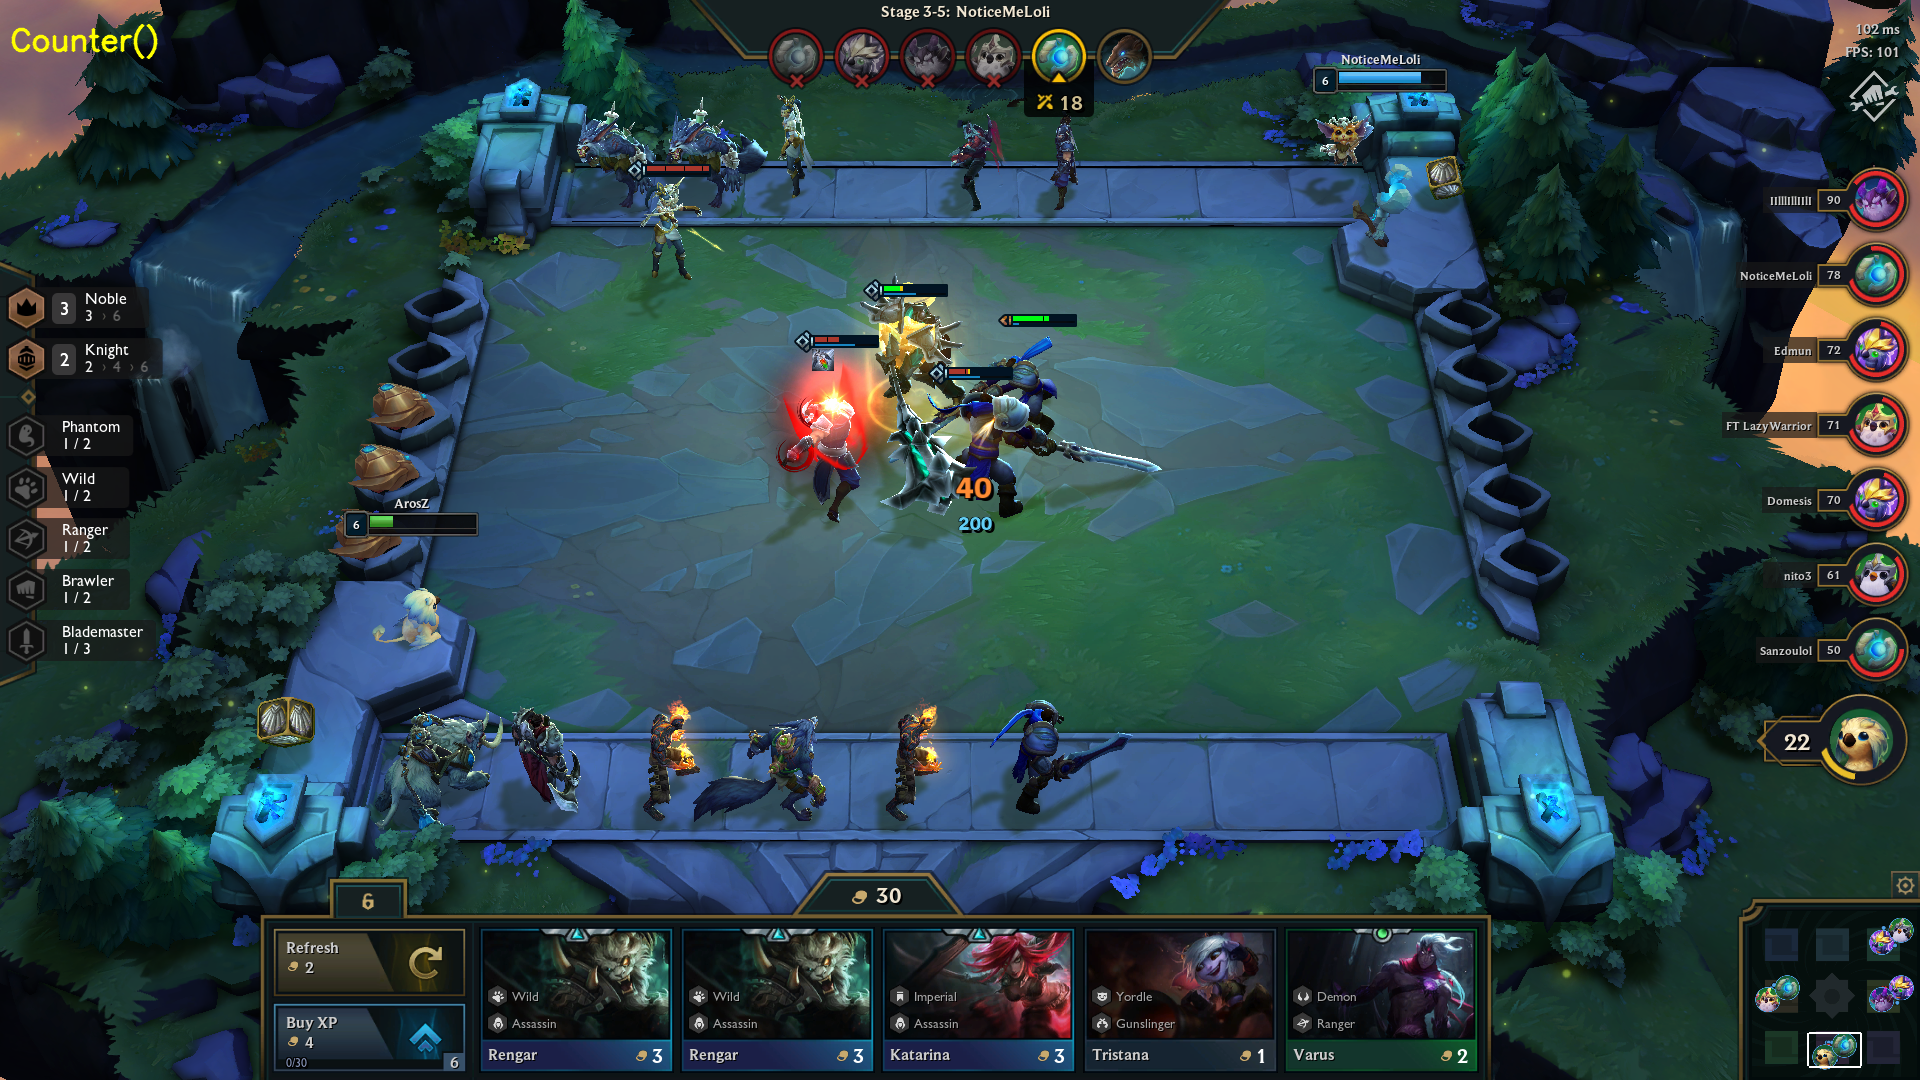 Counter()
Stage 3-5: NoticeMeLoli
18
102 ms
FPS: 101
NoticeMeLoli
6
IIIIIIIIIIII 90
NoticeMeLoli 78
Edmun 72
FT LazyWarrior 71
Domesis 70
nito3 61
Sanzoulol 50
22
3 Noble
3 › 6
2 Knight
2 › 4 › 6
Phantom
1 / 2
Wild
1 / 2
Ranger
1 / 2
Brawler
1 / 2
Blademaster
1 / 3
ArosZ
6
40
200
6
30
Refresh
2
Buy XP
4
0/30
6
Wild
Assassin
Rengar 3
Wild
Assassin
Rengar 3
Imperial
Assassin
Katarina 3
Yordle
Gunslinger
Tristana 1
Demon
Ranger
Varus 2